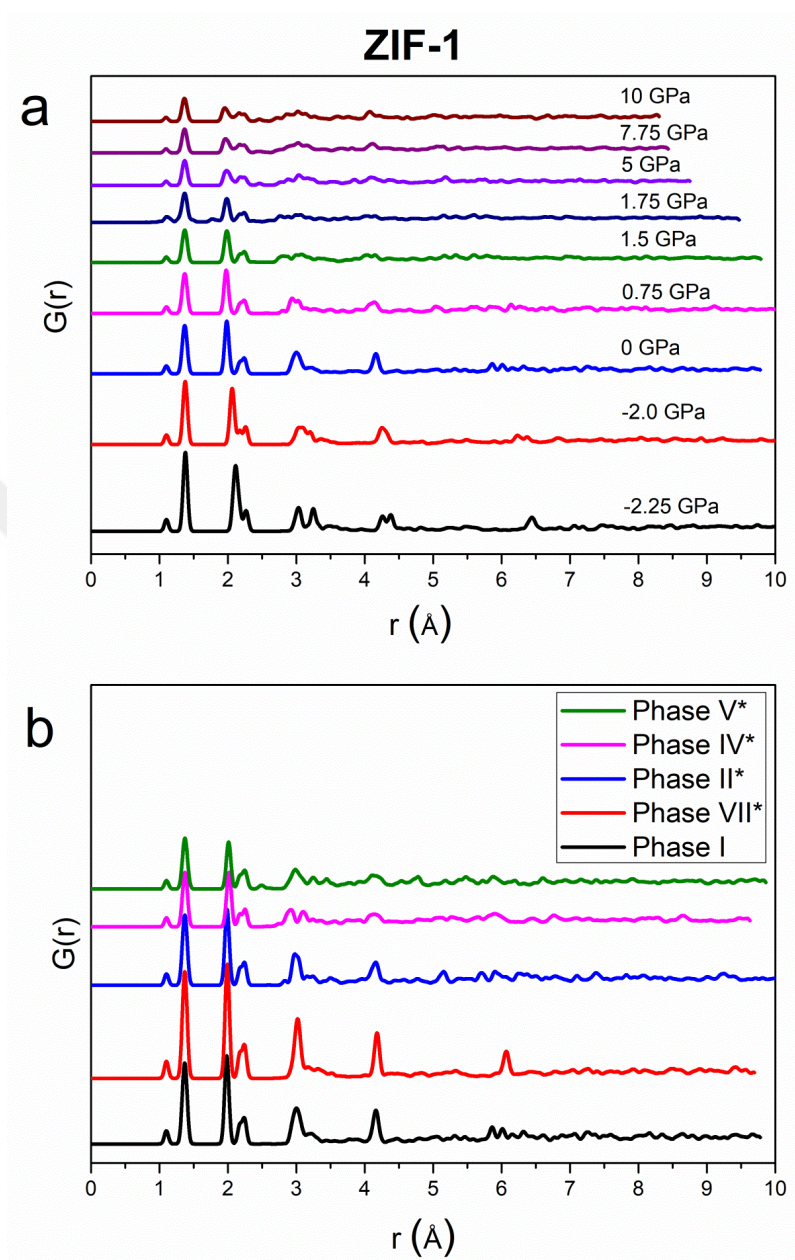 ZIF-1
a
10 GPa
7.75 GPa
5 GPa
1.75 GPa
1.5 GPa
0.75 GPa
0 GPa
-2.0 GPa
-2.25 GPa
G(r)
0 1 2 3 4 5 6 7 8 9 10
r (Å)
b
Phase V*
Phase IV*
Phase II*
Phase VII*
Phase I
G(r)
0 1 2 3 4 5 6 7 8 9 10
r (Å)